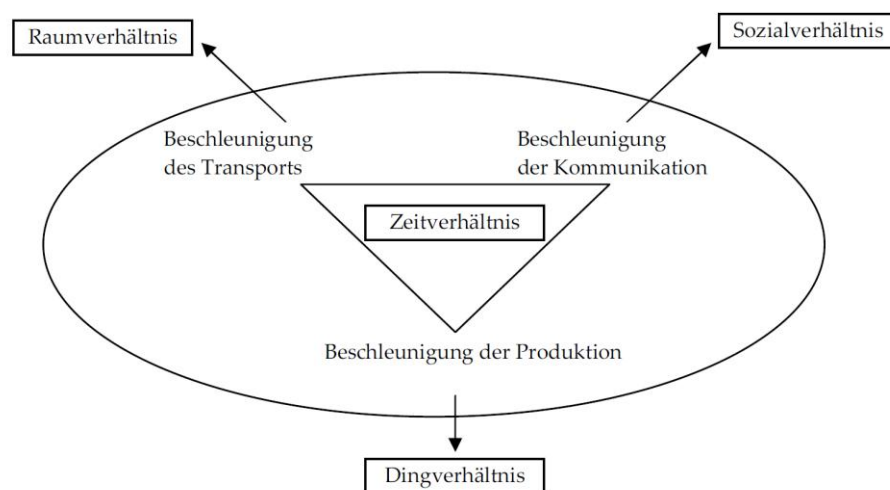 Raumverhältnis
Sozialverhältnis
Beschleunigung
des Transports
Beschleunigung
der Kommunikation
Zeitverhältnis
Beschleunigung der Produktion
Dingverhältnis